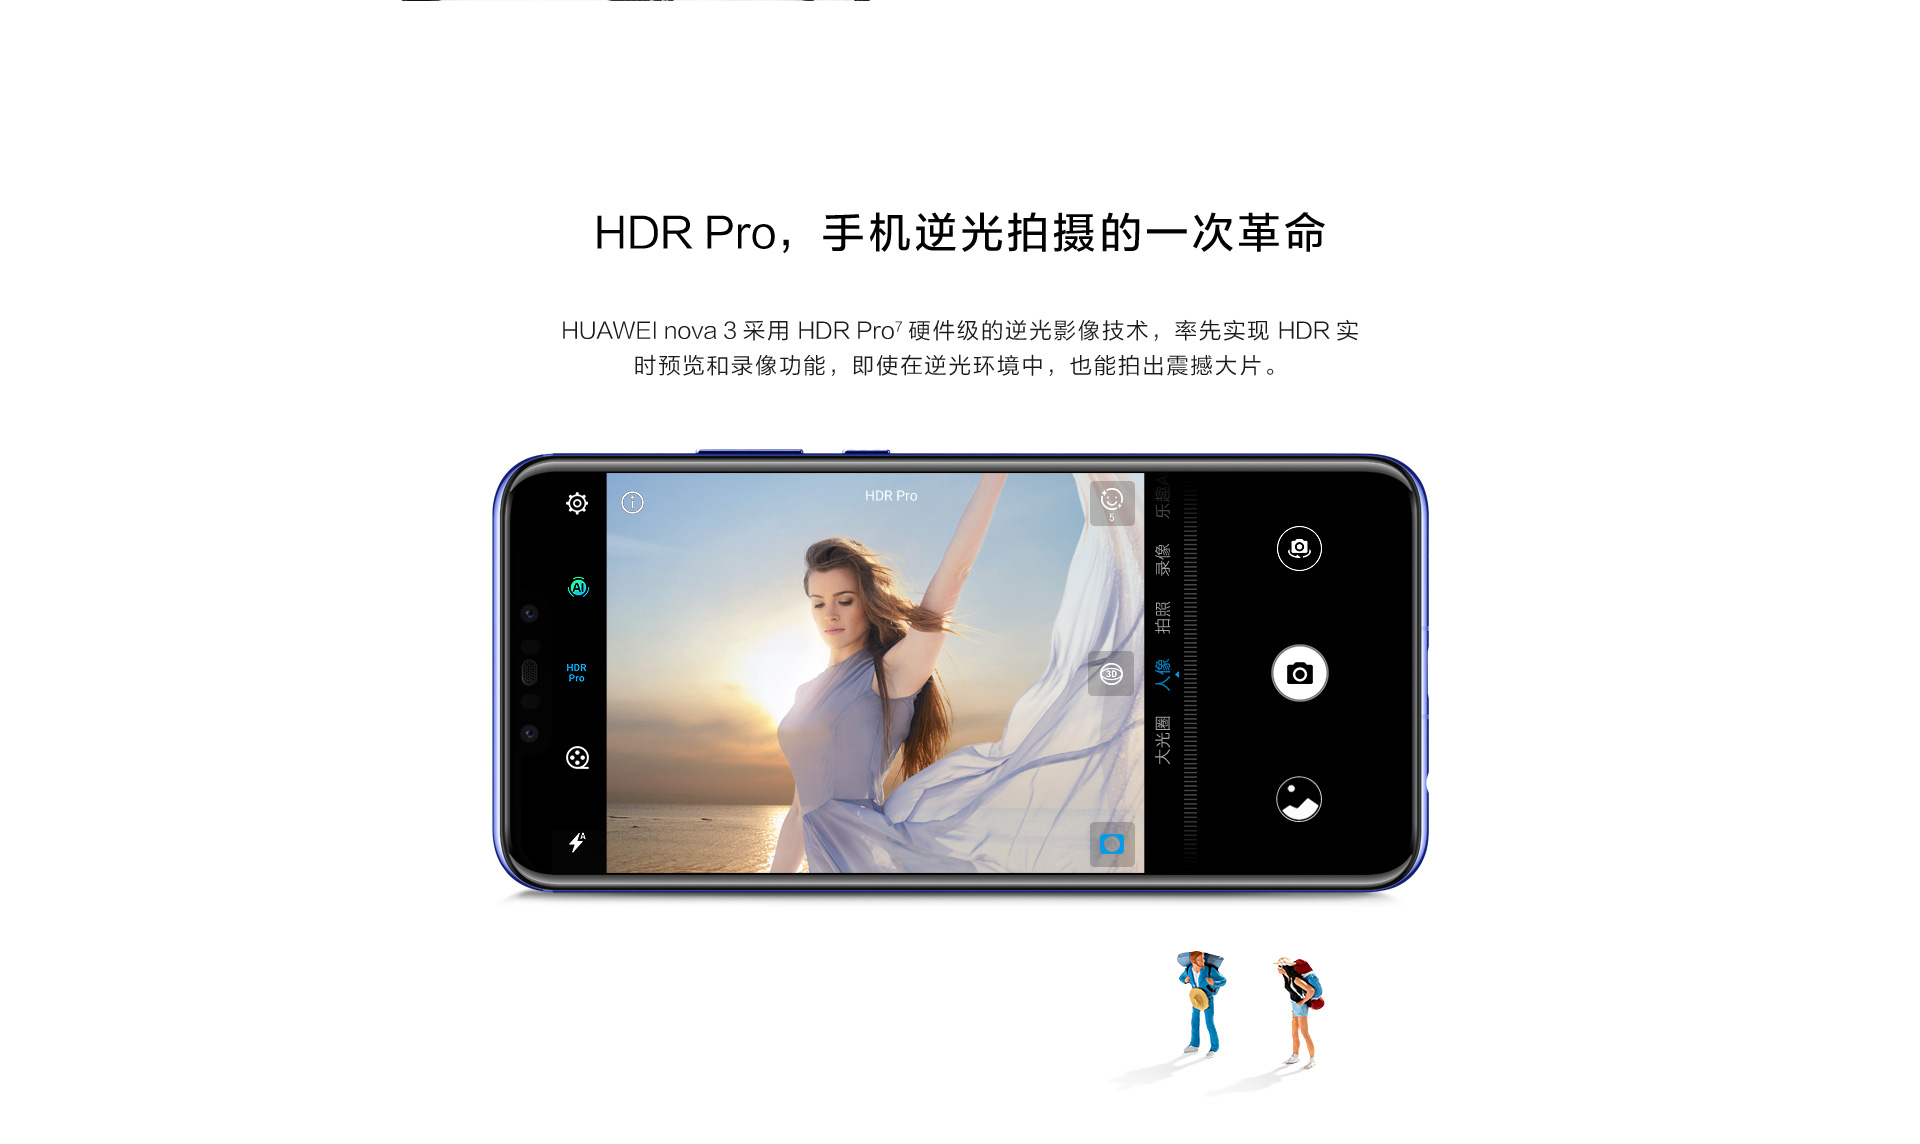 HDR Pro，手机逆光拍摄的一次革命
HUAWEI nova 3 采用 HDR Pro7 硬件级的逆光影像技术，率先实现 HDR 实
时预览和录像功能，即使在逆光环境中，也能拍出震撼大片。
HDR Pro
5
AI
HDR
Pro
A
3D
乐趣A
录像
拍照
人像
大光圈